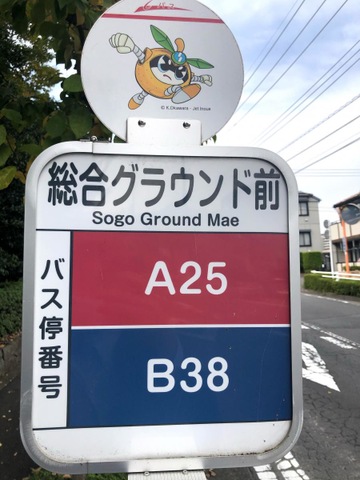 © K.Okawara・Jet Inoue
総合グラウンド前
Sogo Ground Mae
バス停番号
A25
B38